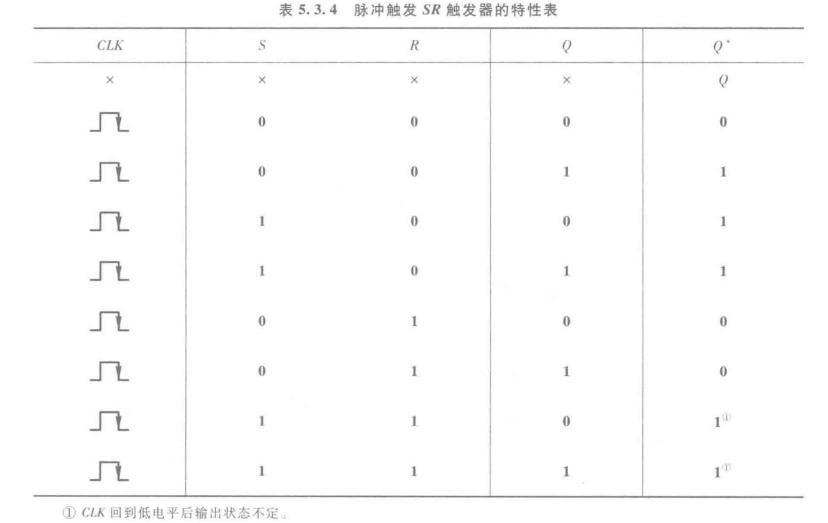 表 5.3.4 脉冲触发 SR 触发器的特性表
CLK S R Q Q*
× × × × Q
0 0 0 0
0 0 1 1
1 0 0 1
1 0 1 1
0 1 0 0
0 1 1 0
1 1 0 1①
1 1 1 1①
① CLK 回到低电平后输出状态不定。